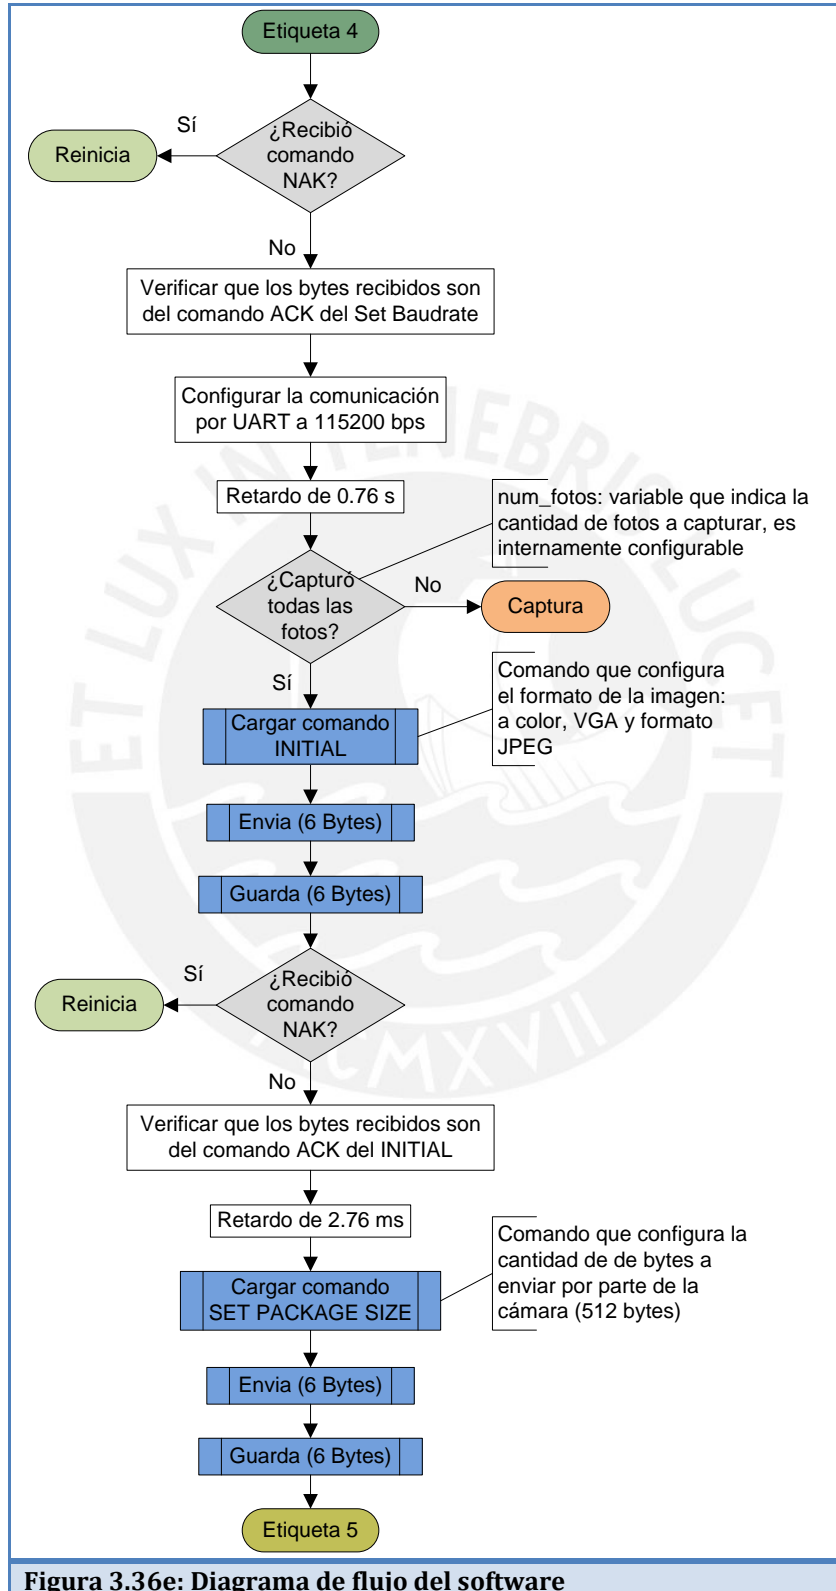 Etiqueta 4
Sí
¿Recibió
comando
NAK?
Reinicia
No
Verificar que los bytes recibidos son
del comando ACK del Set Baudrate
Configurar la comunicación
por UART a 115200 bps
Retardo de 0.76 s
num_fotos: variable que indica la
cantidad de fotos a capturar, es
internamente configurable
¿Capturó
todas las
fotos?
No
Captura
Sí
Comando que configura
el formato de la imagen:
a color, VGA y formato
JPEG
Cargar comando
INITIAL
Envia (6 Bytes)
Guarda (6 Bytes)
Sí
¿Recibió
comando
NAK?
Reinicia
No
Verificar que los bytes recibidos son
del comando ACK del INITIAL
Retardo de 2.76 ms
Comando que configura la
cantidad de de bytes a
enviar por parte de la
cámara (512 bytes)
Cargar comando
SET PACKAGE SIZE
Envia (6 Bytes)
Guarda (6 Bytes)
Etiqueta 5
ET LUX IN TENEBRIS LUCET
MCMXVII
Figura 3.36e: Diagrama de flujo del software